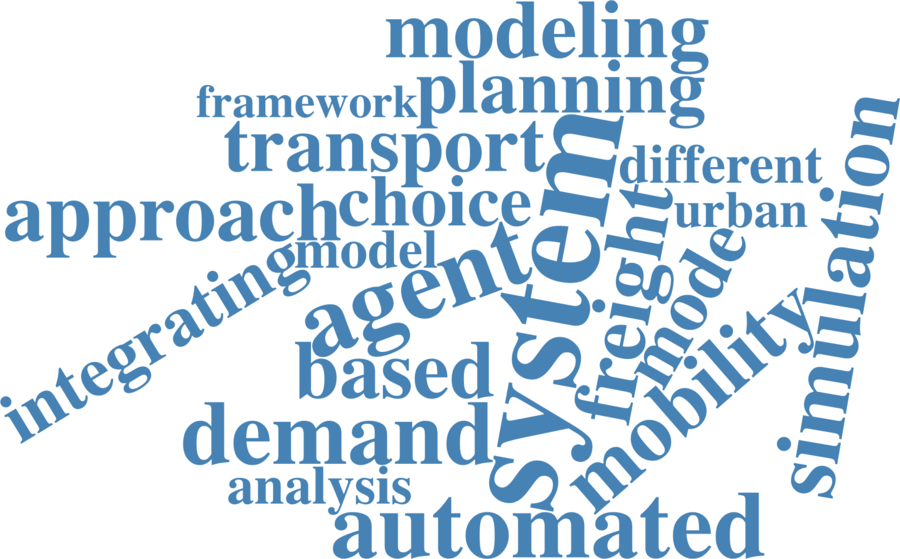 modeling
planning
framework
transport
different
approach
choice
urban
model
system
simulation
integrating
agent
freight
mode
mobility
based
demand
analysis
automated